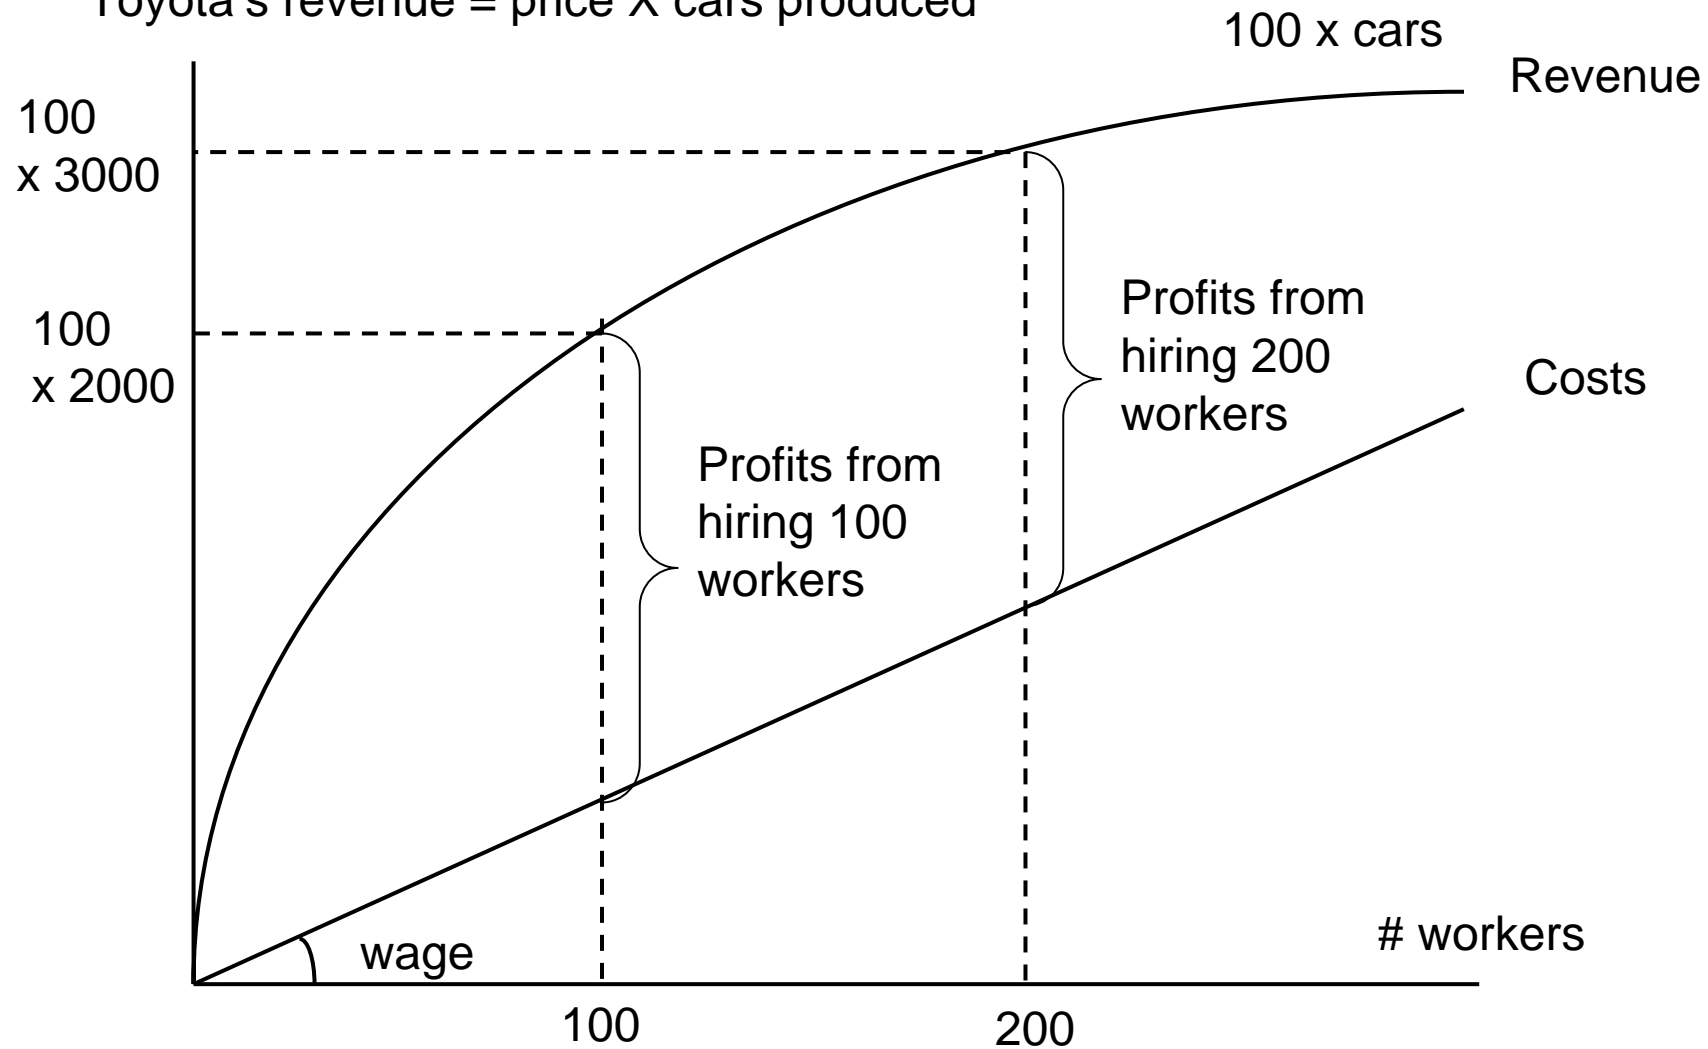 Toyota's revenue = price X cars produced
100 x cars
Revenue
100
x 3000
100
x 2000
Profits from
hiring 200
workers
Costs
Profits from
hiring 100
workers
wage
# workers
100
200